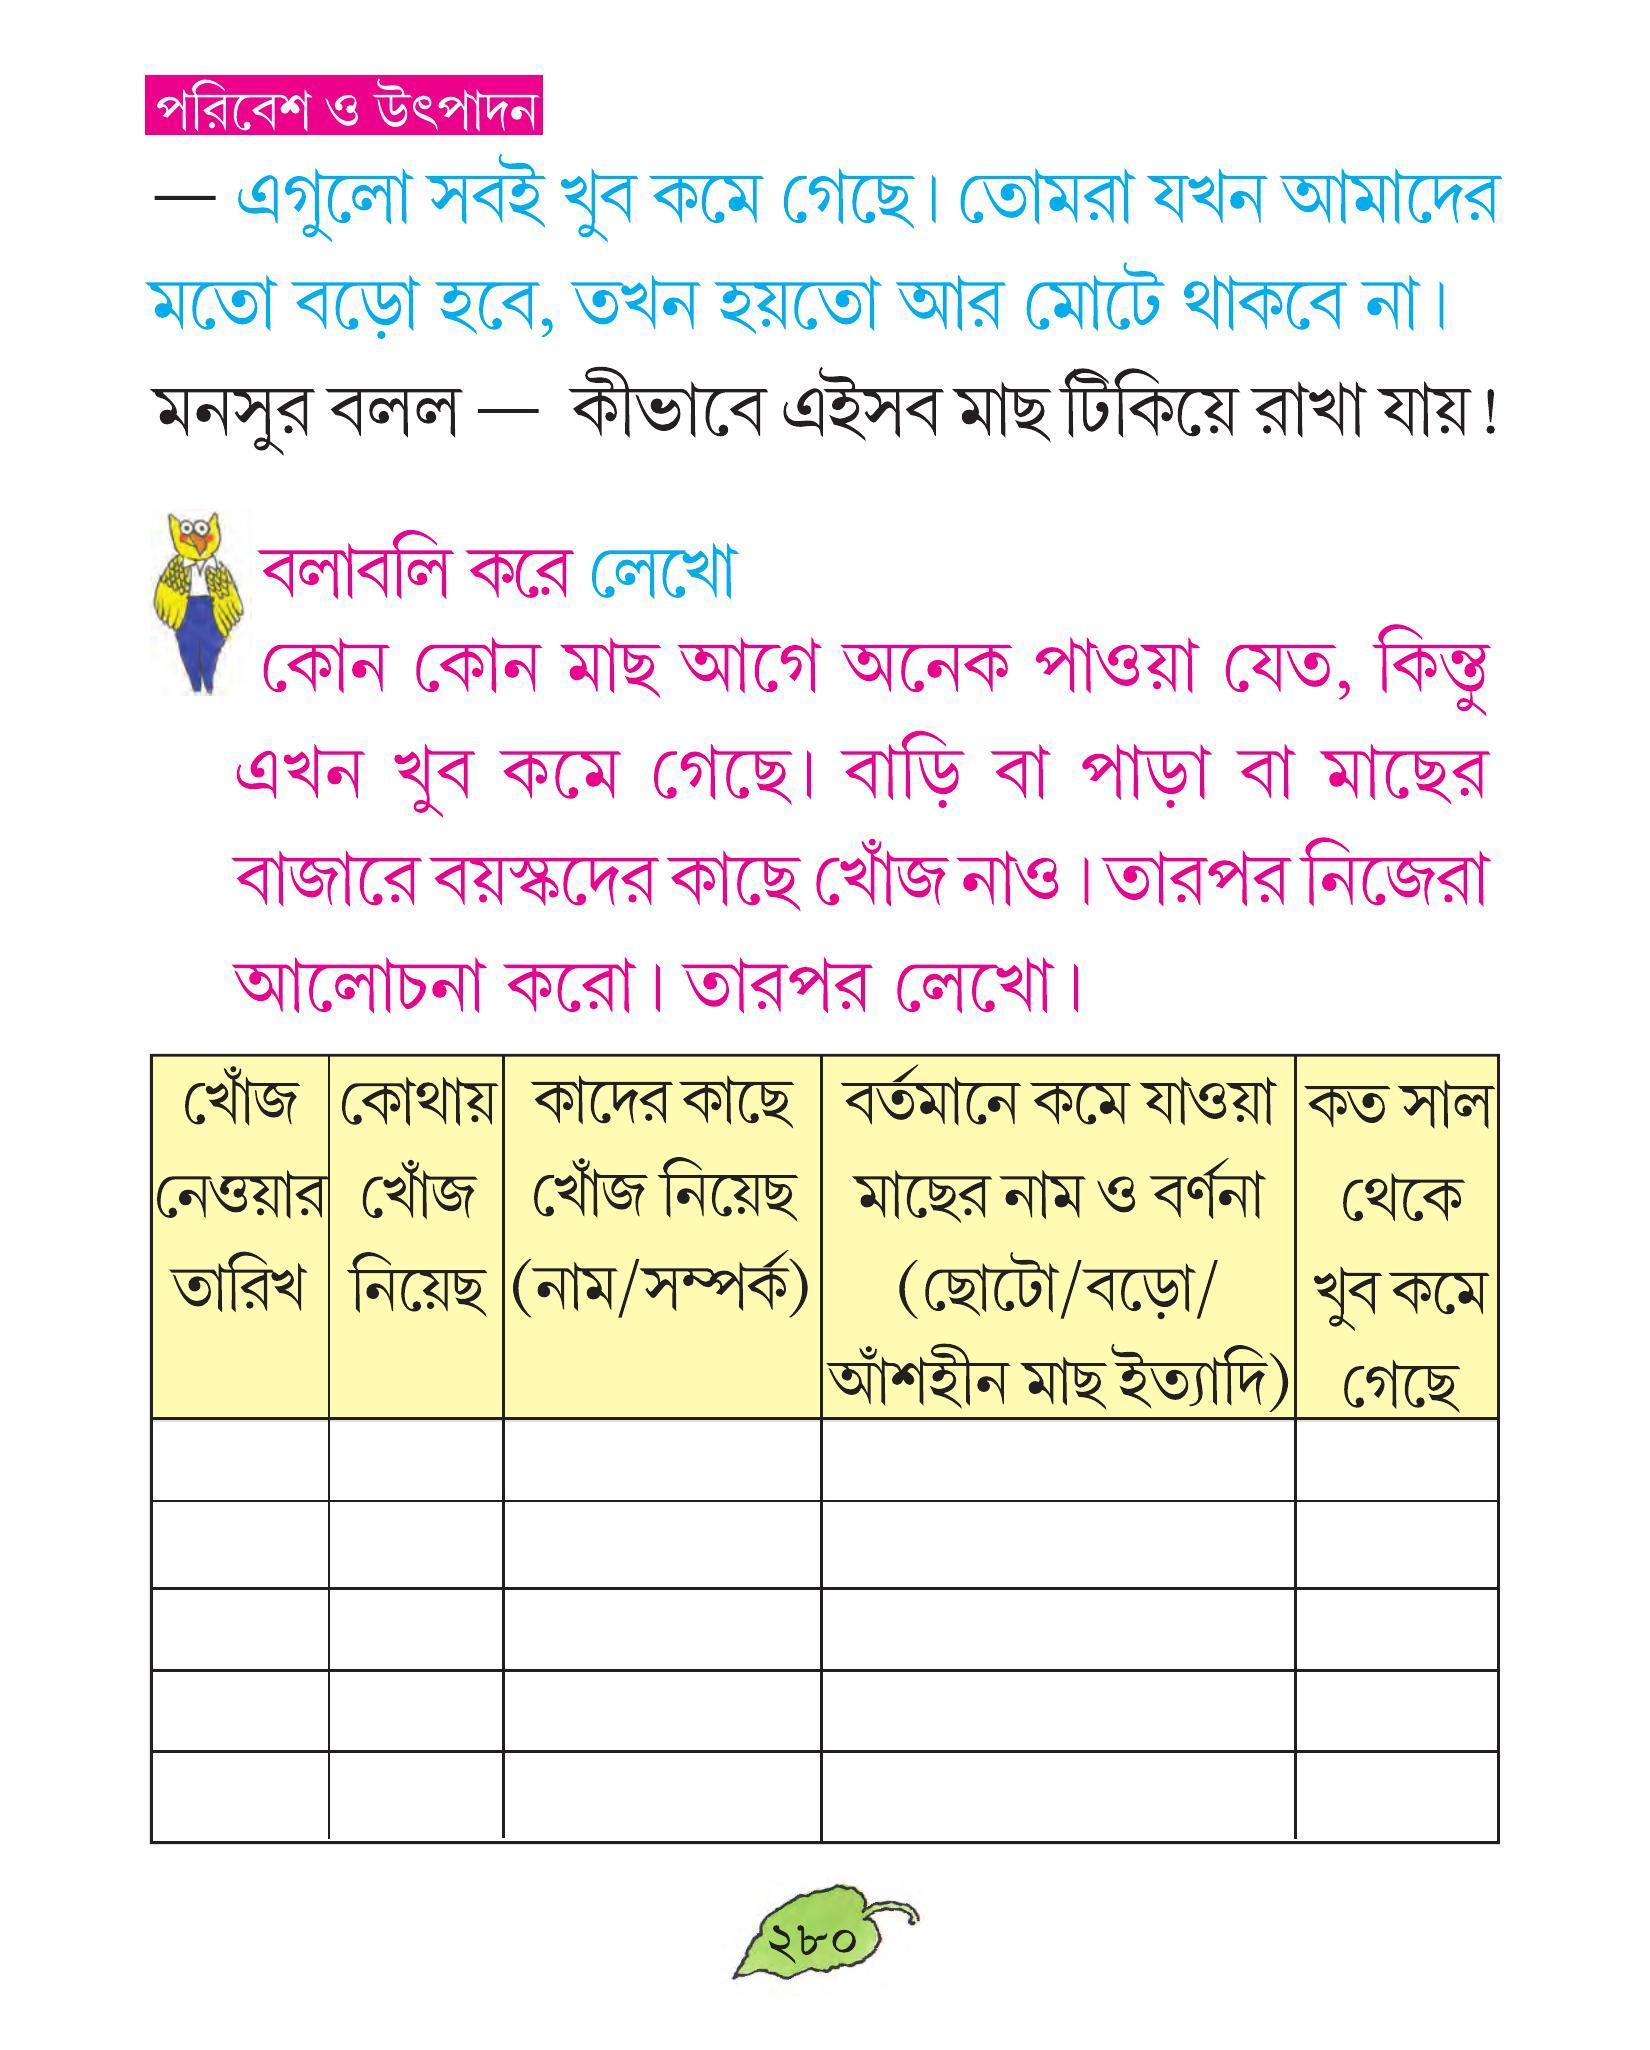 পরিবেশ ও উৎপাদন
— এগুলো সবই খুব কমে গেছে। তোমরা যখন আমাদের
মতো বড়ো হবে, তখন হয়তো আর মোটে থাকবে না।
মনসুর বলল — কীভাবে এইসব মাছ টিকিয়ে রাখা যায়!
বলাবলি করে লেখো
কোন কোন মাছ আগে অনেক পাওয়া যেত, কিন্তু
এখন খুব কমে গেছে। বাড়ি বা পাড়া বা মাছের
বাজারে বয়স্কদের কাছে খোঁজ নাও। তারপর নিজেরা
আলোচনা করো। তারপর লেখো।
খোঁজ
নেওয়ার
তারিখ
কোথায়
খোঁজ
নিয়েছ
কাদের কাছে
খোঁজ নিয়েছ
(নাম/সম্পর্ক)
বর্তমানে কমে যাওয়া
মাছের নাম ও বর্ণনা
(ছোটো/বড়ো/
আঁশহীন মাছ ইত্যাদি)
কত সাল
থেকে
খুব কমে
গেছে
২৮০